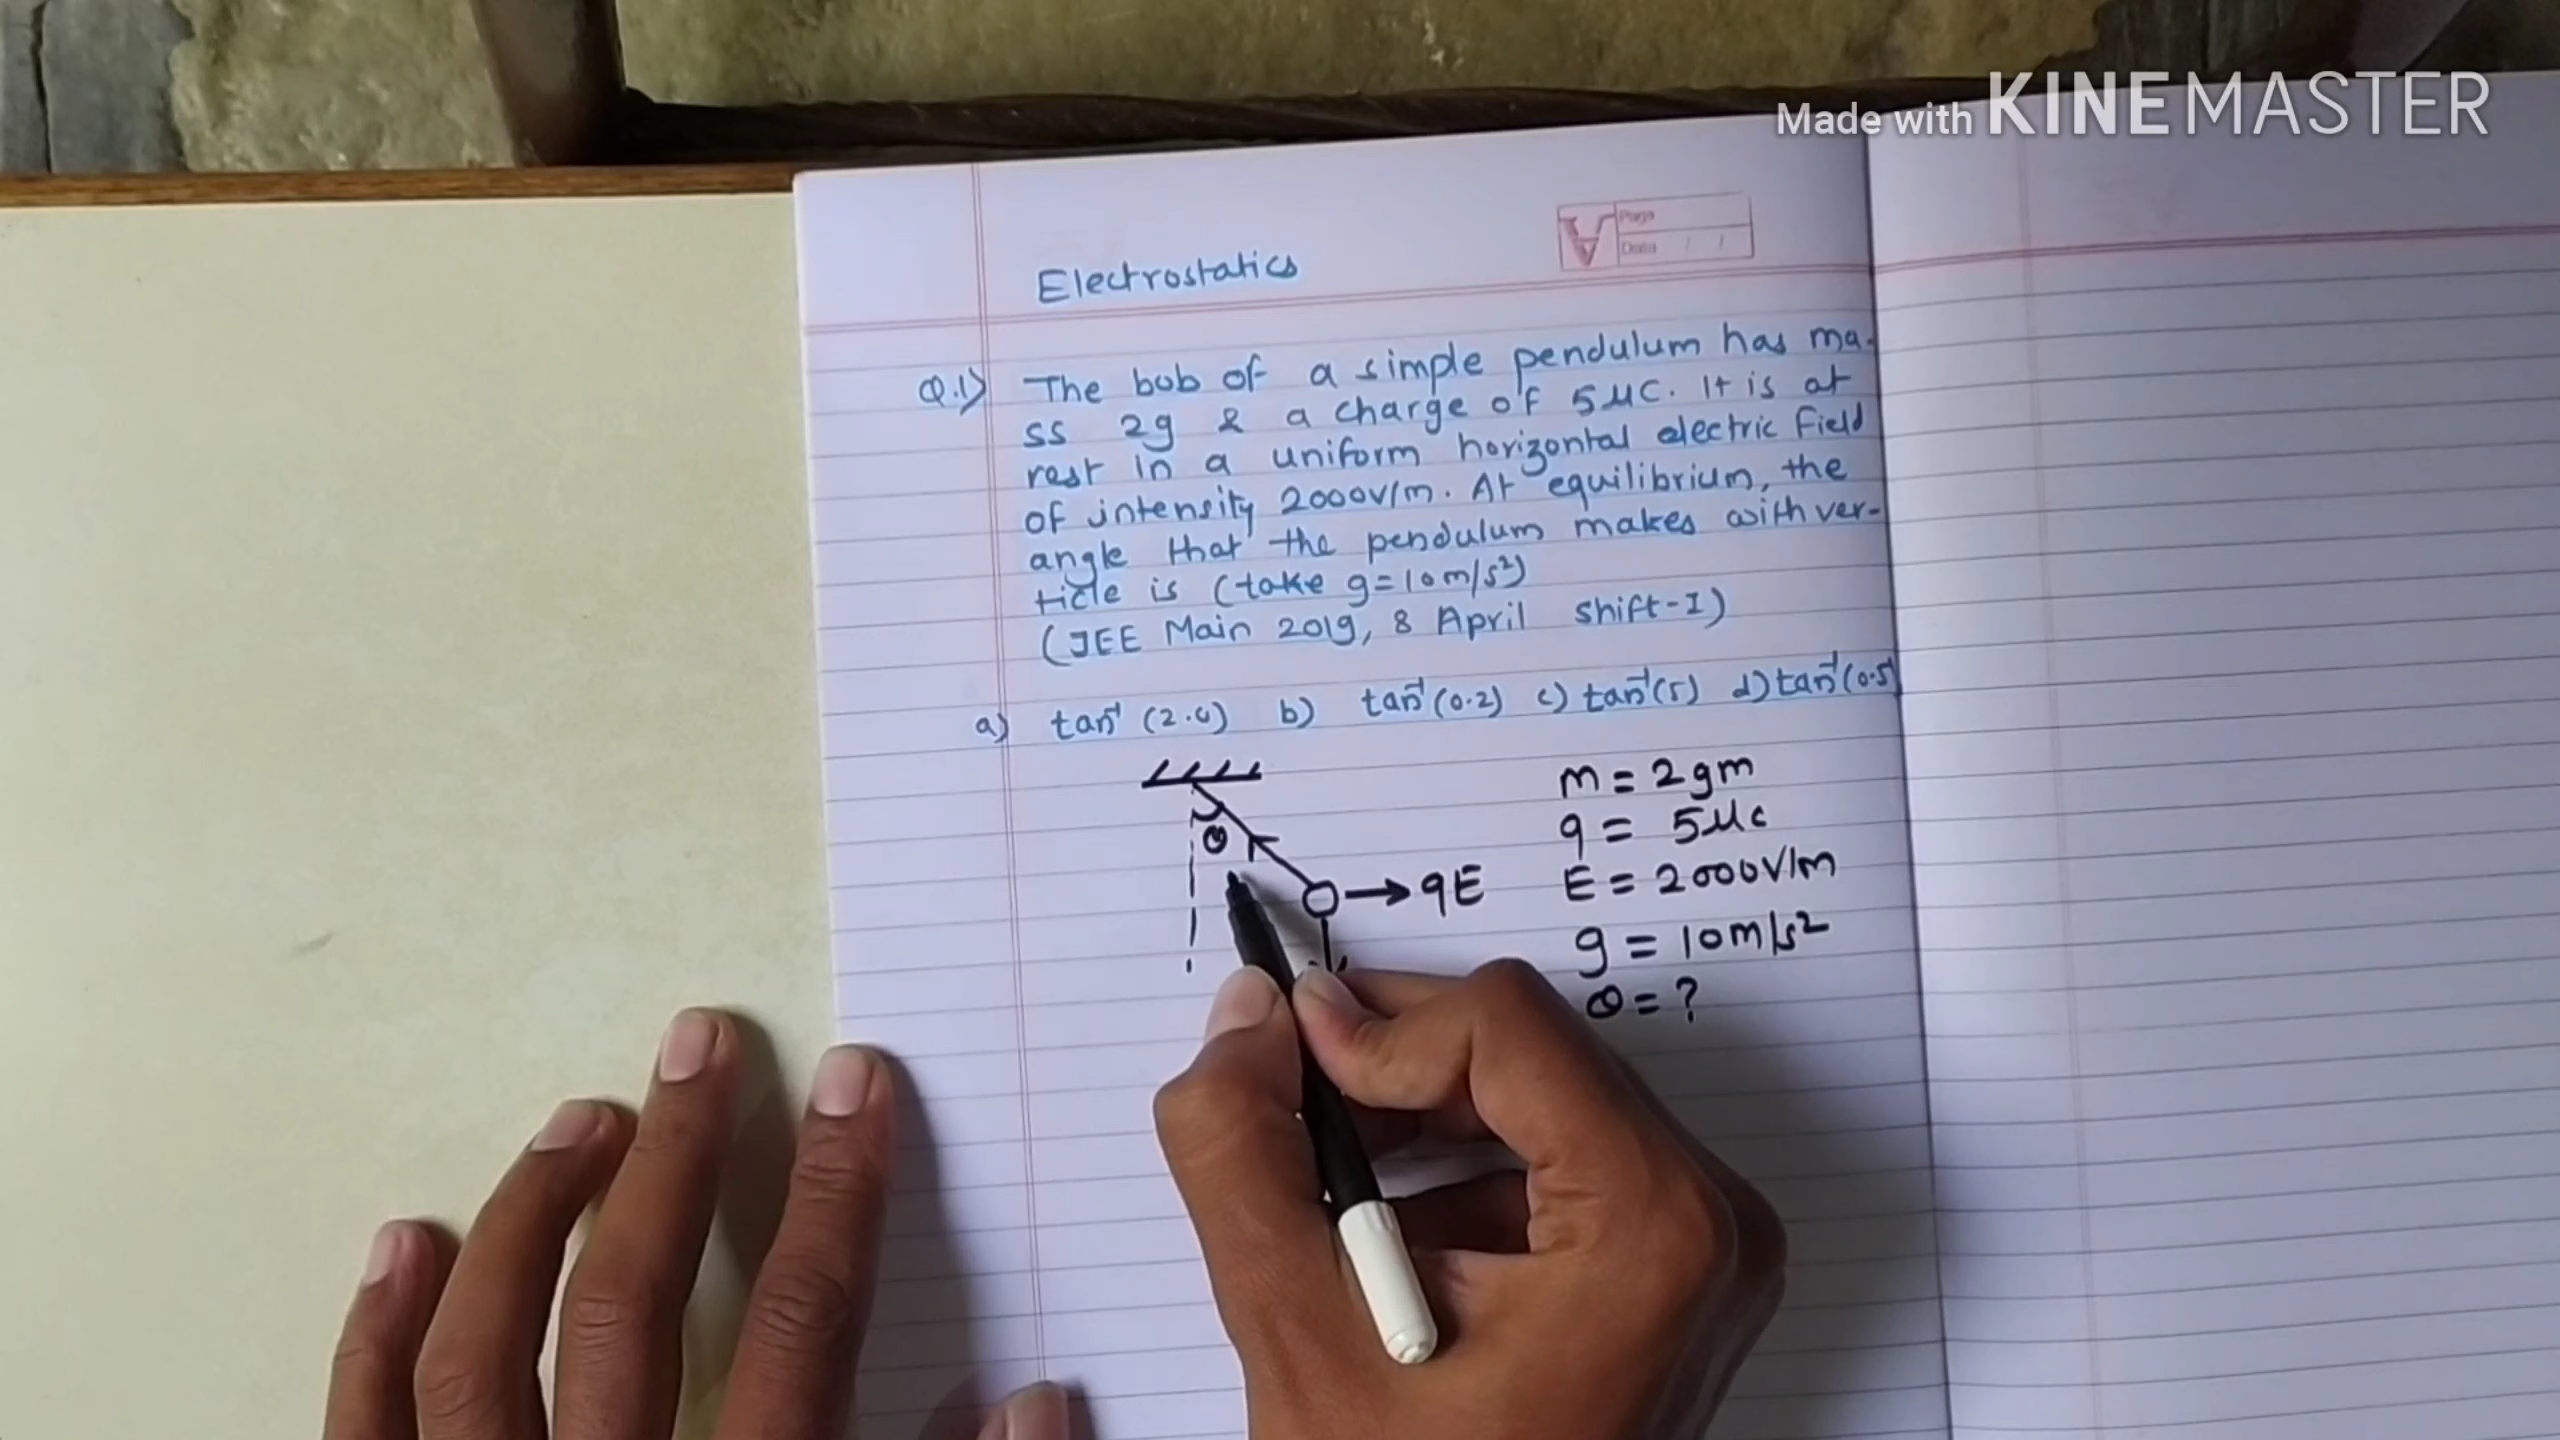 Made with KINEMASTER
Page
Date / /
Electrostatics
Q.1) The bob of a simple pendulum has ma-
ss 2g & a charge of 5μC. It is at
rest in a uniform horizontal electric field
of intensity 2000V/m. At equilibrium, the
angle that the pendulum makes with ver-
ticle is (take g=10m/s²)
(JEE Main 2019, 8 April shift-I)
a) tan⁻¹ (2.0) b) tan⁻¹ (0.2) c) tan⁻¹(5) d) tan⁻¹(0.5)
m = 2gm
q = 5μc
θ
qE
E = 2000V/m
g = 10m/s²
θ = ?